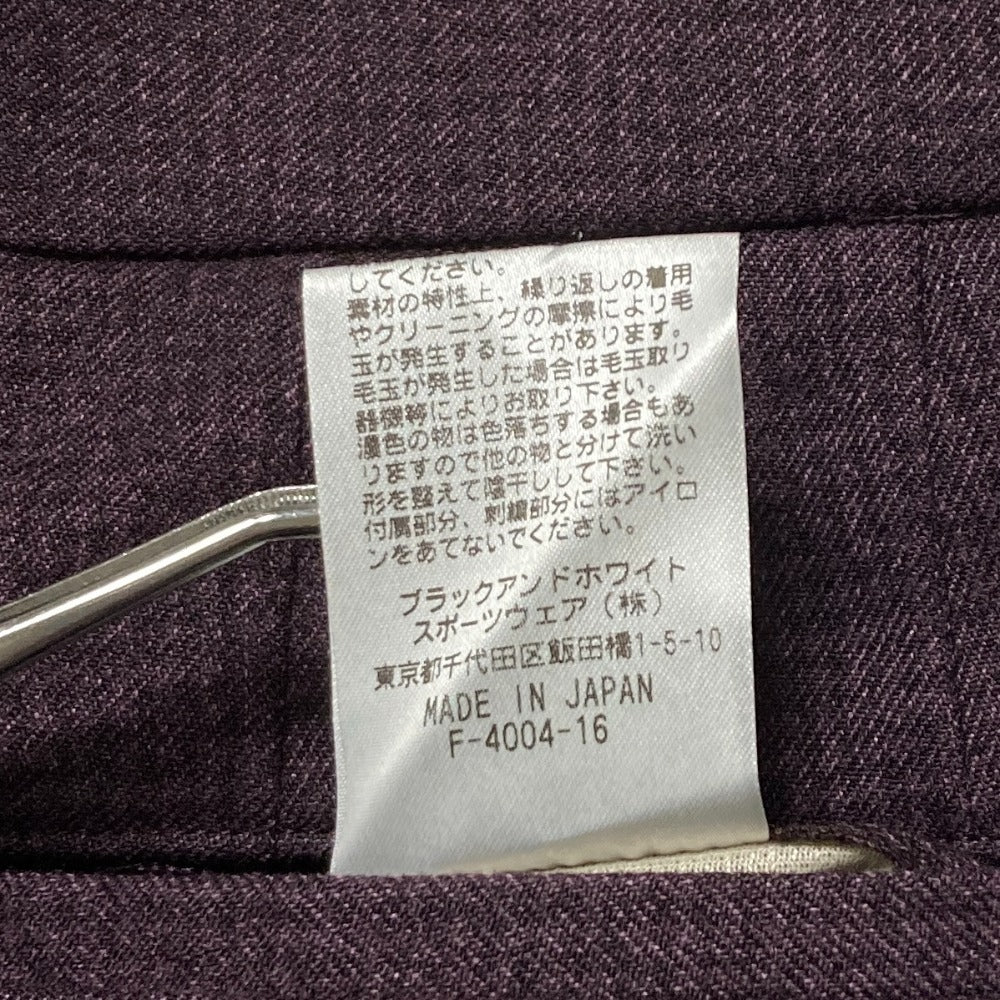 してください。
素材の特性上、繰り返しの着用
やクリーニングの摩擦により毛
玉が発生することがあります。
毛玉が発生した場合は毛玉取り
器様等によりお取り下さい。
濃色の物は色落ちする場合もあ
りますので他の物と分けて洗い
形を整えて陰干しして下さい。
付属部分、刺繍部分にはアイロ
ンをあてないでください。
ブラックアンドホワイト
スポーツウェア(株)
東京都千代田区飯田橋1-5-10
MADE IN JAPAN
F-4004-16